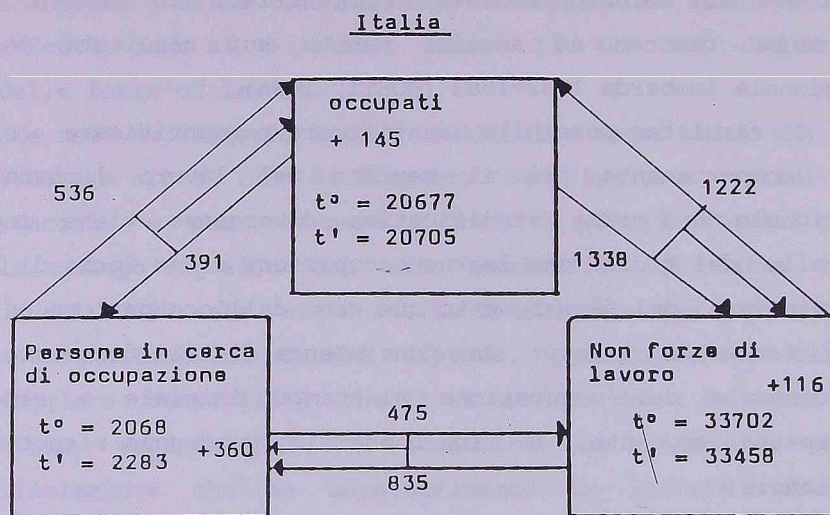 Italia
occupati
+ 145
t° = 20677
t' = 20705
536
391
1222
1338
Persone in cerca
di occupazione
t° = 2068
t' = 2283
+360
475
835
Non forze di
lavoro
+116
t° = 33702
t' = 33458